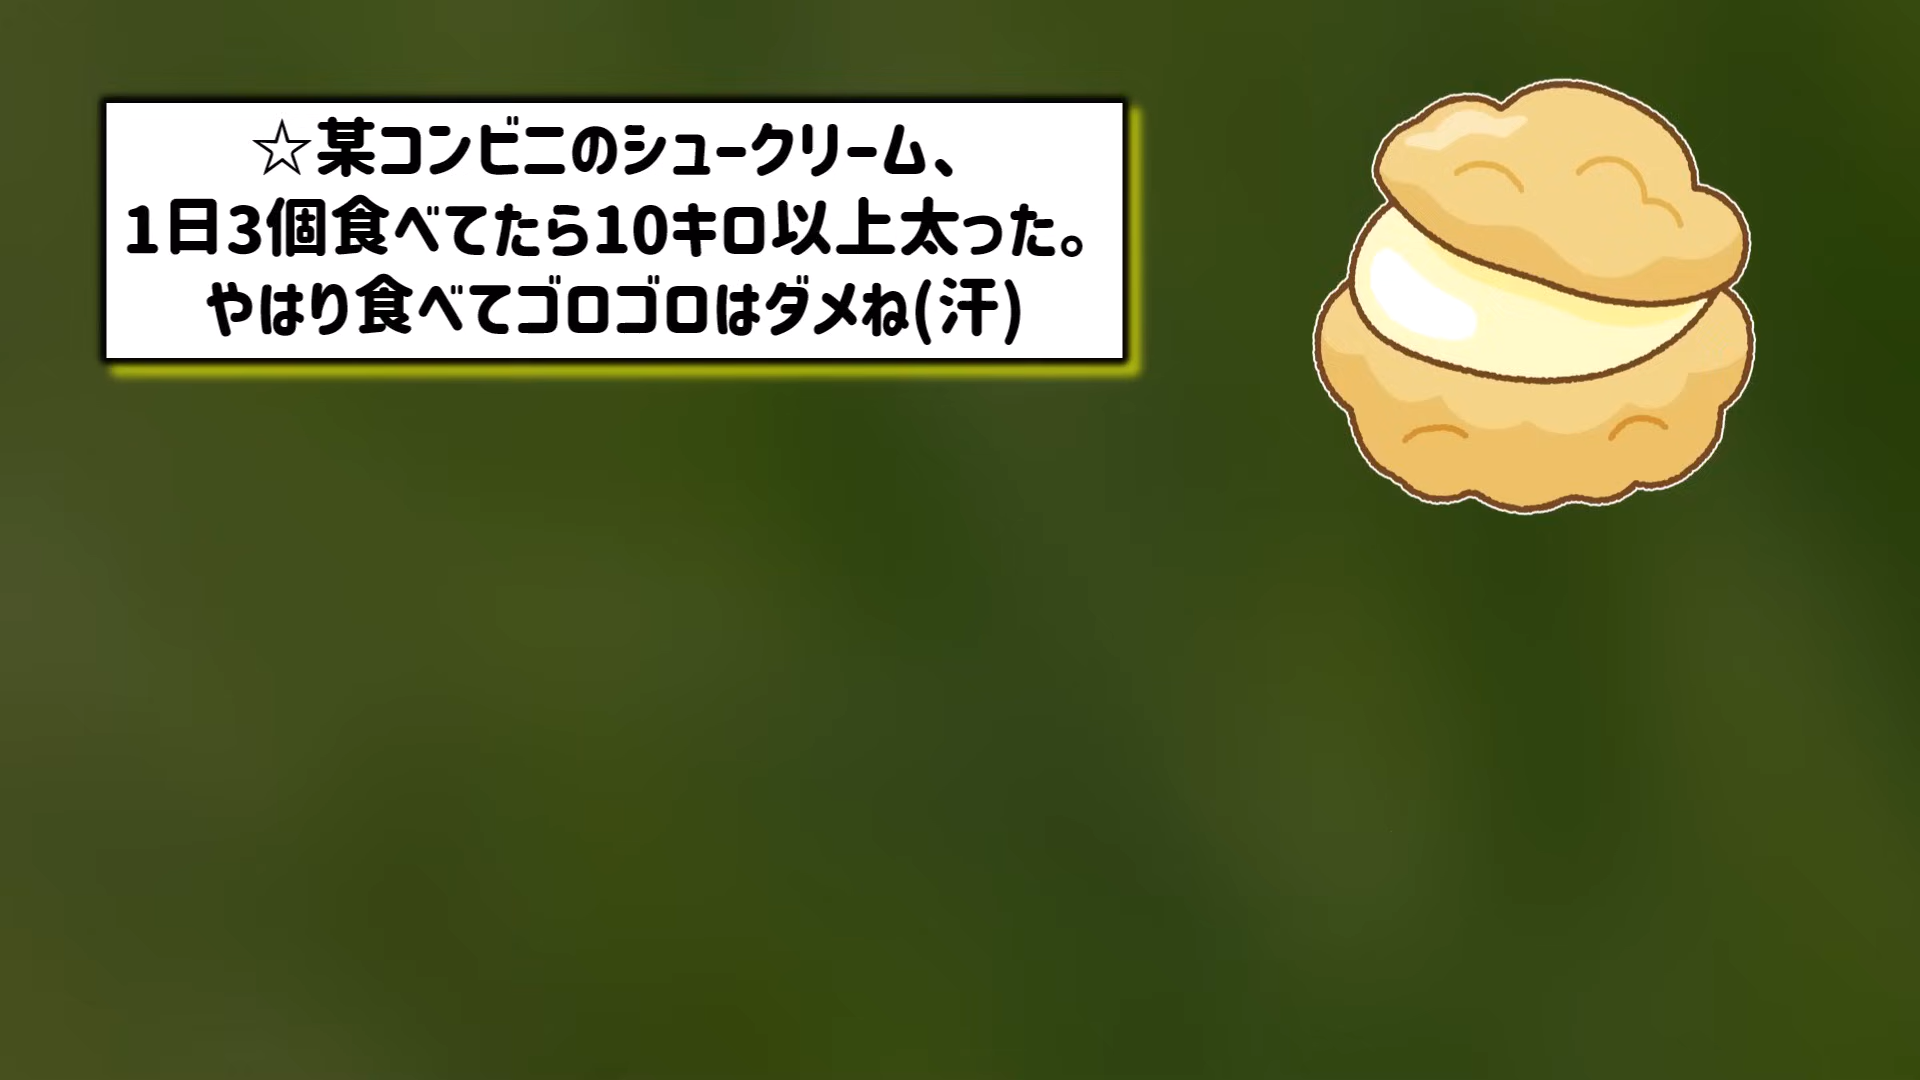 ☆某コンビニのシュークリーム、
1日3個食べてたら10キロ以上太った。
やはり食べてゴロゴロはダメね(汗)